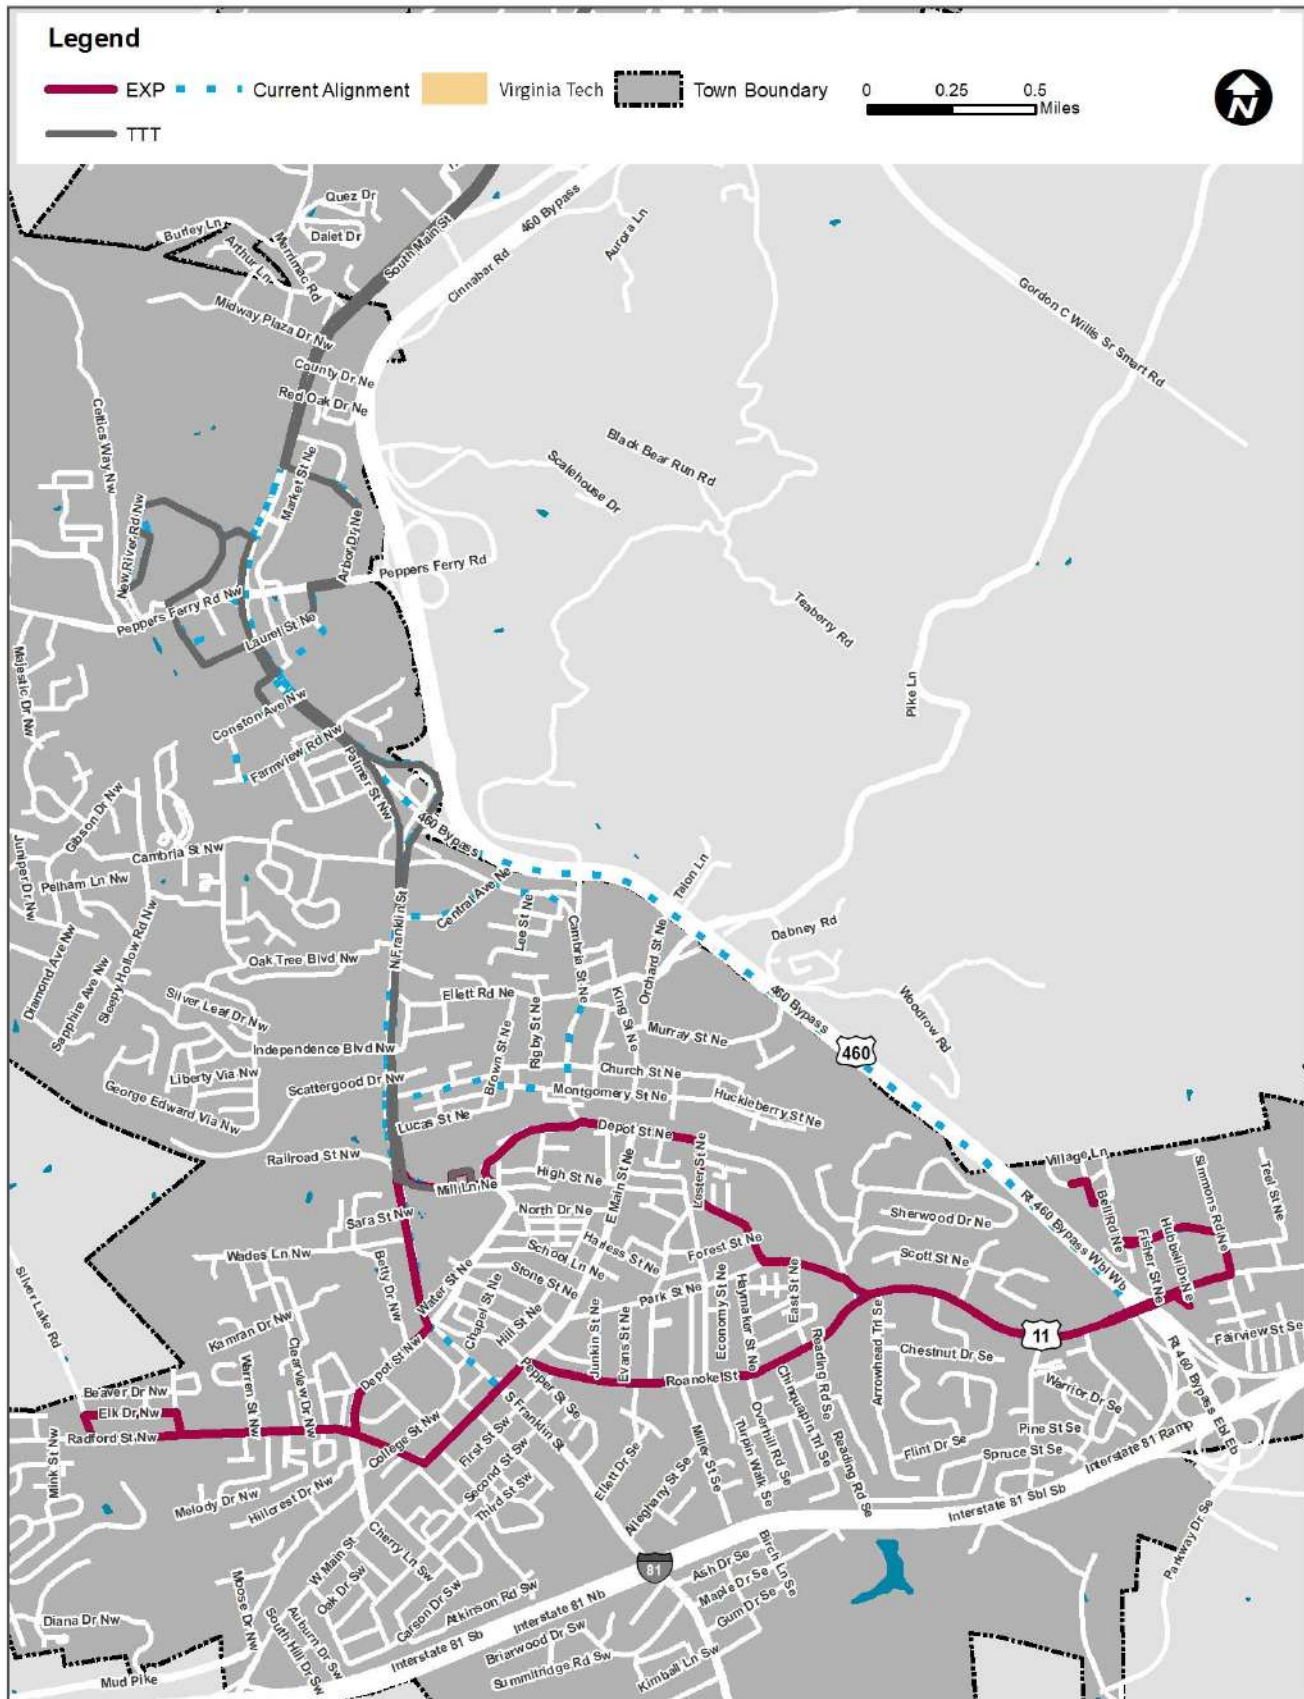 Legend
EXP
Current Alignment
Virginia Tech
Town Boundary
0 0.25 0.5
Miles
TTT
N
Quez Dr
Burley Ln
Dalet Dr
Arthur Ln
Merrimac Rd
South Main St
460 Bypass
Aurora Ln
Cinnabar Rd
Midway Plaza Dr Nw
Gordon C Willis Sr Smart Rd
County Dr Ne
Red Oak Dr Ne
Celtics Way Nw
Market St Ne
Black Bear Run Rd
Scalehouse Dr
New River Rd Nw
Arbor Dr Ne
Peppers Ferry Rd
Peppers Ferry Rd Nw
Laurel St Ne
Teaberry Rd
Majestic Dr Nw
Pike Ln
Conston Ave Nw
Farmview Rd Nw
Palmer St Nw
Gibson Dr Nw
460 Bypass
Juniper Dr Nw
Cambria St Nw
Pelham Ln Nw
Talon Ln
Central Ave Ne
Lee St Ne
Cambria St Ne
Orchard St Ne
Dabney Rd
N Franklin St
Diamond Ave Nw
Sapphire Ave Nw
Sleepy Hollow Rd Nw
Oak Tree Blvd Nw
Silver Leaf Dr Nw
Ellett Rd Ne
King St Ne
460 Bypass
Woodrow Rd
Rigby St Ne
Brown St Ne
Murray St Ne
460
Independence Blvd Nw
Liberty Via Nw
Scattergood Dr Nw
Church St Ne
Montgomery St Ne
Huckleberry St Ne
George Edward Via Nw
Lucas St Ne
Depot St Ne
Railroad St Nw
Village Ln
Simmons Rd Ne
Teel St Ne
Mill Ln Ne
High St Ne
E Main St Ne
Lester St Ne
Sara St Nw
North Dr Ne
Sherwood Dr Ne
Rt 460 Bypass Wbl Wb
Bell Rd Ne
Fisher St Ne
Hubbell Dr Ne
Wades Ln Nw
School Ln Ne
Harless St Ne
Forest St Ne
Scott St Ne
Silver Lake Rd
Betty Dr Nw
Water St Ne
Stone St Ne
Chapel St Ne
Hill St Ne
Park St Ne
Economy St Ne
Haymaker St Ne
East St Ne
11
Fairview St Se
Kamran Dr Nw
Clearview Dr Nw
Warren St Nw
Depot St Nw
Junkin St Ne
Evans St Ne
Reading Rd Se
Arrowhead Trl Se
Chestnut Dr Se
Rt 460 Bypass Ebl Eb
Pepper St Se
Roanoke St
Chinquapin Trl Se
Warrior Dr Se
Beaver Dr Nw
Elk Dr Nw
Radford St Nw
Mink St Nw
College St Nw
S Franklin St
First St Sw
Second St Sw
Third St Sw
Miller St Se
Turnip Walk Se
Overhill Rd Se
Reading Rd Se
Flint Dr Se
Pine St Se
Spruce St Se
Interstate 81 Ramp
Ellett Dr Se
Alleghany St Se
Melody Dr Nw
Hillcrest Dr Nw
Interstate 81 Sbl Sb
Parkway Dr Se
W Main St
Cherry Ln Sw
81
Birch Ln Se
Ash Dr Se
Maple Dr Se
Gum Dr Se
Moose Dr Nw
Oak Dr Sw
Carson Dr Sw
Atkinson Rd Sw
Interstate 81 Nb
Diana Dr Nw
South Hill Dr Sw
Auburn Dr Sw
Interstate 81 Sb
Briarwood Dr Sw
Summitridge Rd Sw
Kimball Ln Sw
Mud Pike